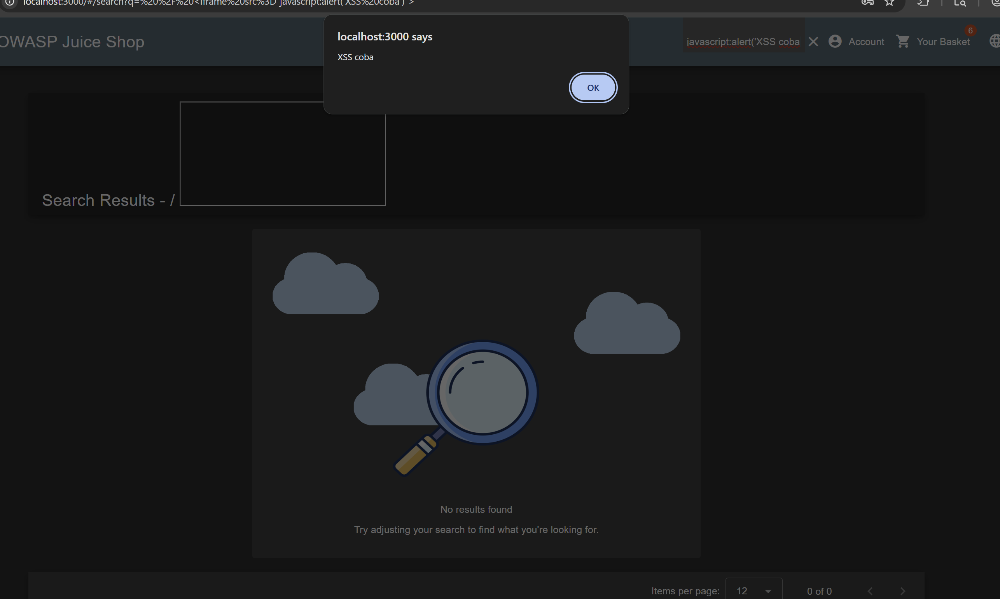 localhost:3000/#/search?q=%20%2F%20<iframe%20src%3D"javascript:alert('XSS%20coba')">
OWASP Juice Shop
localhost:3000 says
XSS coba
OK
javascript:alert('XSS coba
Account
6
Your Basket
Search Results - /
No results found
Try adjusting your search to find what you're looking for.
Items per page:
12
0 of 0